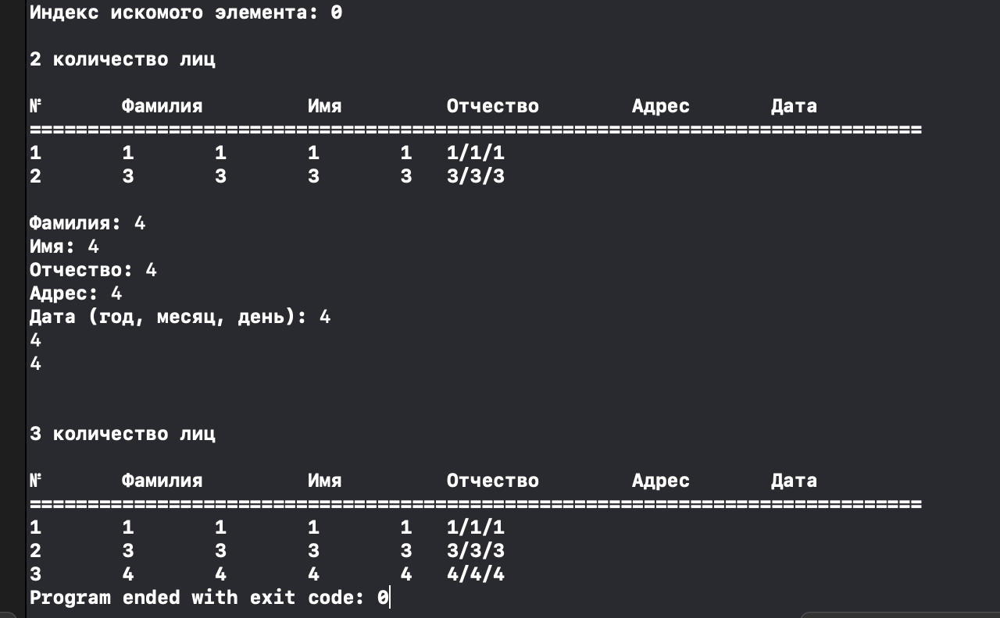 Индекс искомого элемента: 0
2 количество лиц
№ Фамилия Имя Отчество Адрес Дата
=============================================================================
1 1 1 1 1 1/1/1
2 3 3 3 3 3/3/3
Фамилия: 4
Имя: 4
Отчество: 4
Адрес: 4
Дата (год, месяц, день): 4
4
4
3 количество лиц
№ Фамилия Имя Отчество Адрес Дата
=============================================================================
1 1 1 1 1 1/1/1
2 3 3 3 3 3/3/3
3 4 4 4 4 4/4/4
Program ended with exit code: 0